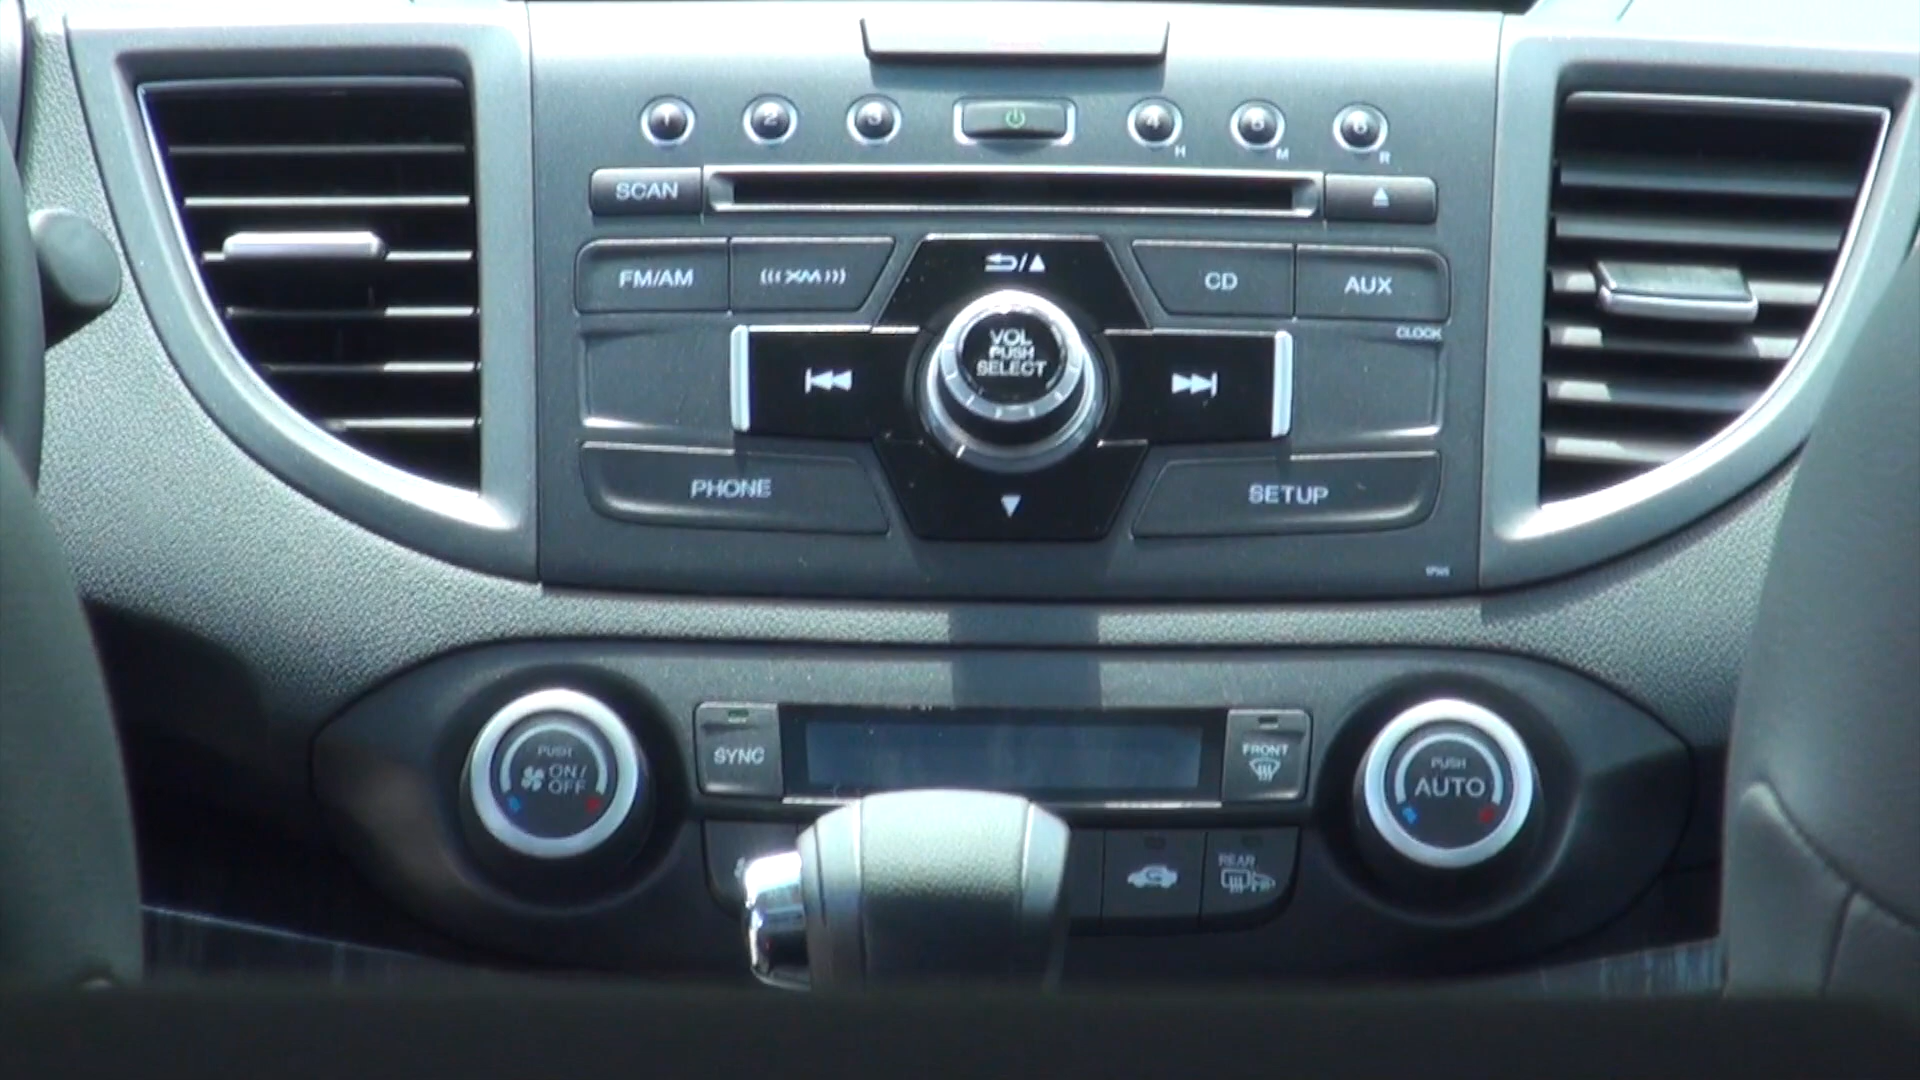 1 2 3 4 5 6
H M R
SCAN
FM/AM XM CD AUX
CLOCK
VOL
PUSH
SELECT
PHONE SETUP
PUSH
ON/
OFF
SYNC
FRONT
PUSH
AUTO
REAR